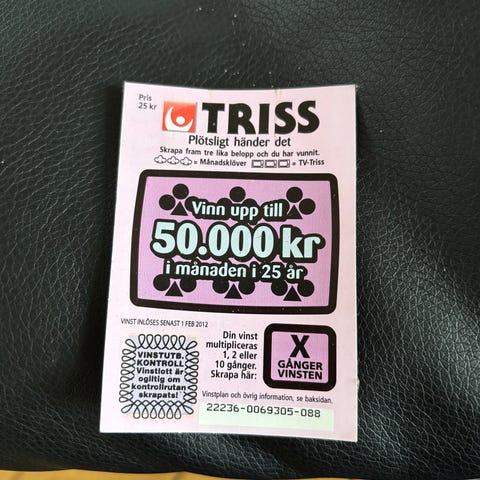 Pris
25 kr
TRISS
Plötsligt händer det
Skrapa fram tre lika belopp och du har vunnit.
= Månadsklöver = TV-Triss
Vinn upp till
50.000 kr
i månaden i 25 år
VINST INLÖSES SENAST 1 FEB 2012
VINSTUTB.
KONTROLL
Vinstlott är
ogiltig om
kontrollrutan
skrapats!
Din vinst
multipliceras
1, 2 eller
10 gånger.
Skrapa här:
X
GÅNGER
VINSTEN
Vinstplan och övrig information, se baksidan.
22236-0069305-088